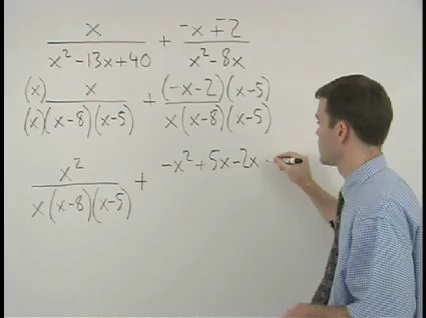 x/(x² - 13x + 40) + (-x + 2)/(x² - 8x)
(x)x/((x)(x-8)(x-5)) + (-x-2)(x-5)/(x(x-8)(x-5))
x²/(x(x-8)(x-5)) + -x² + 5x - 2x